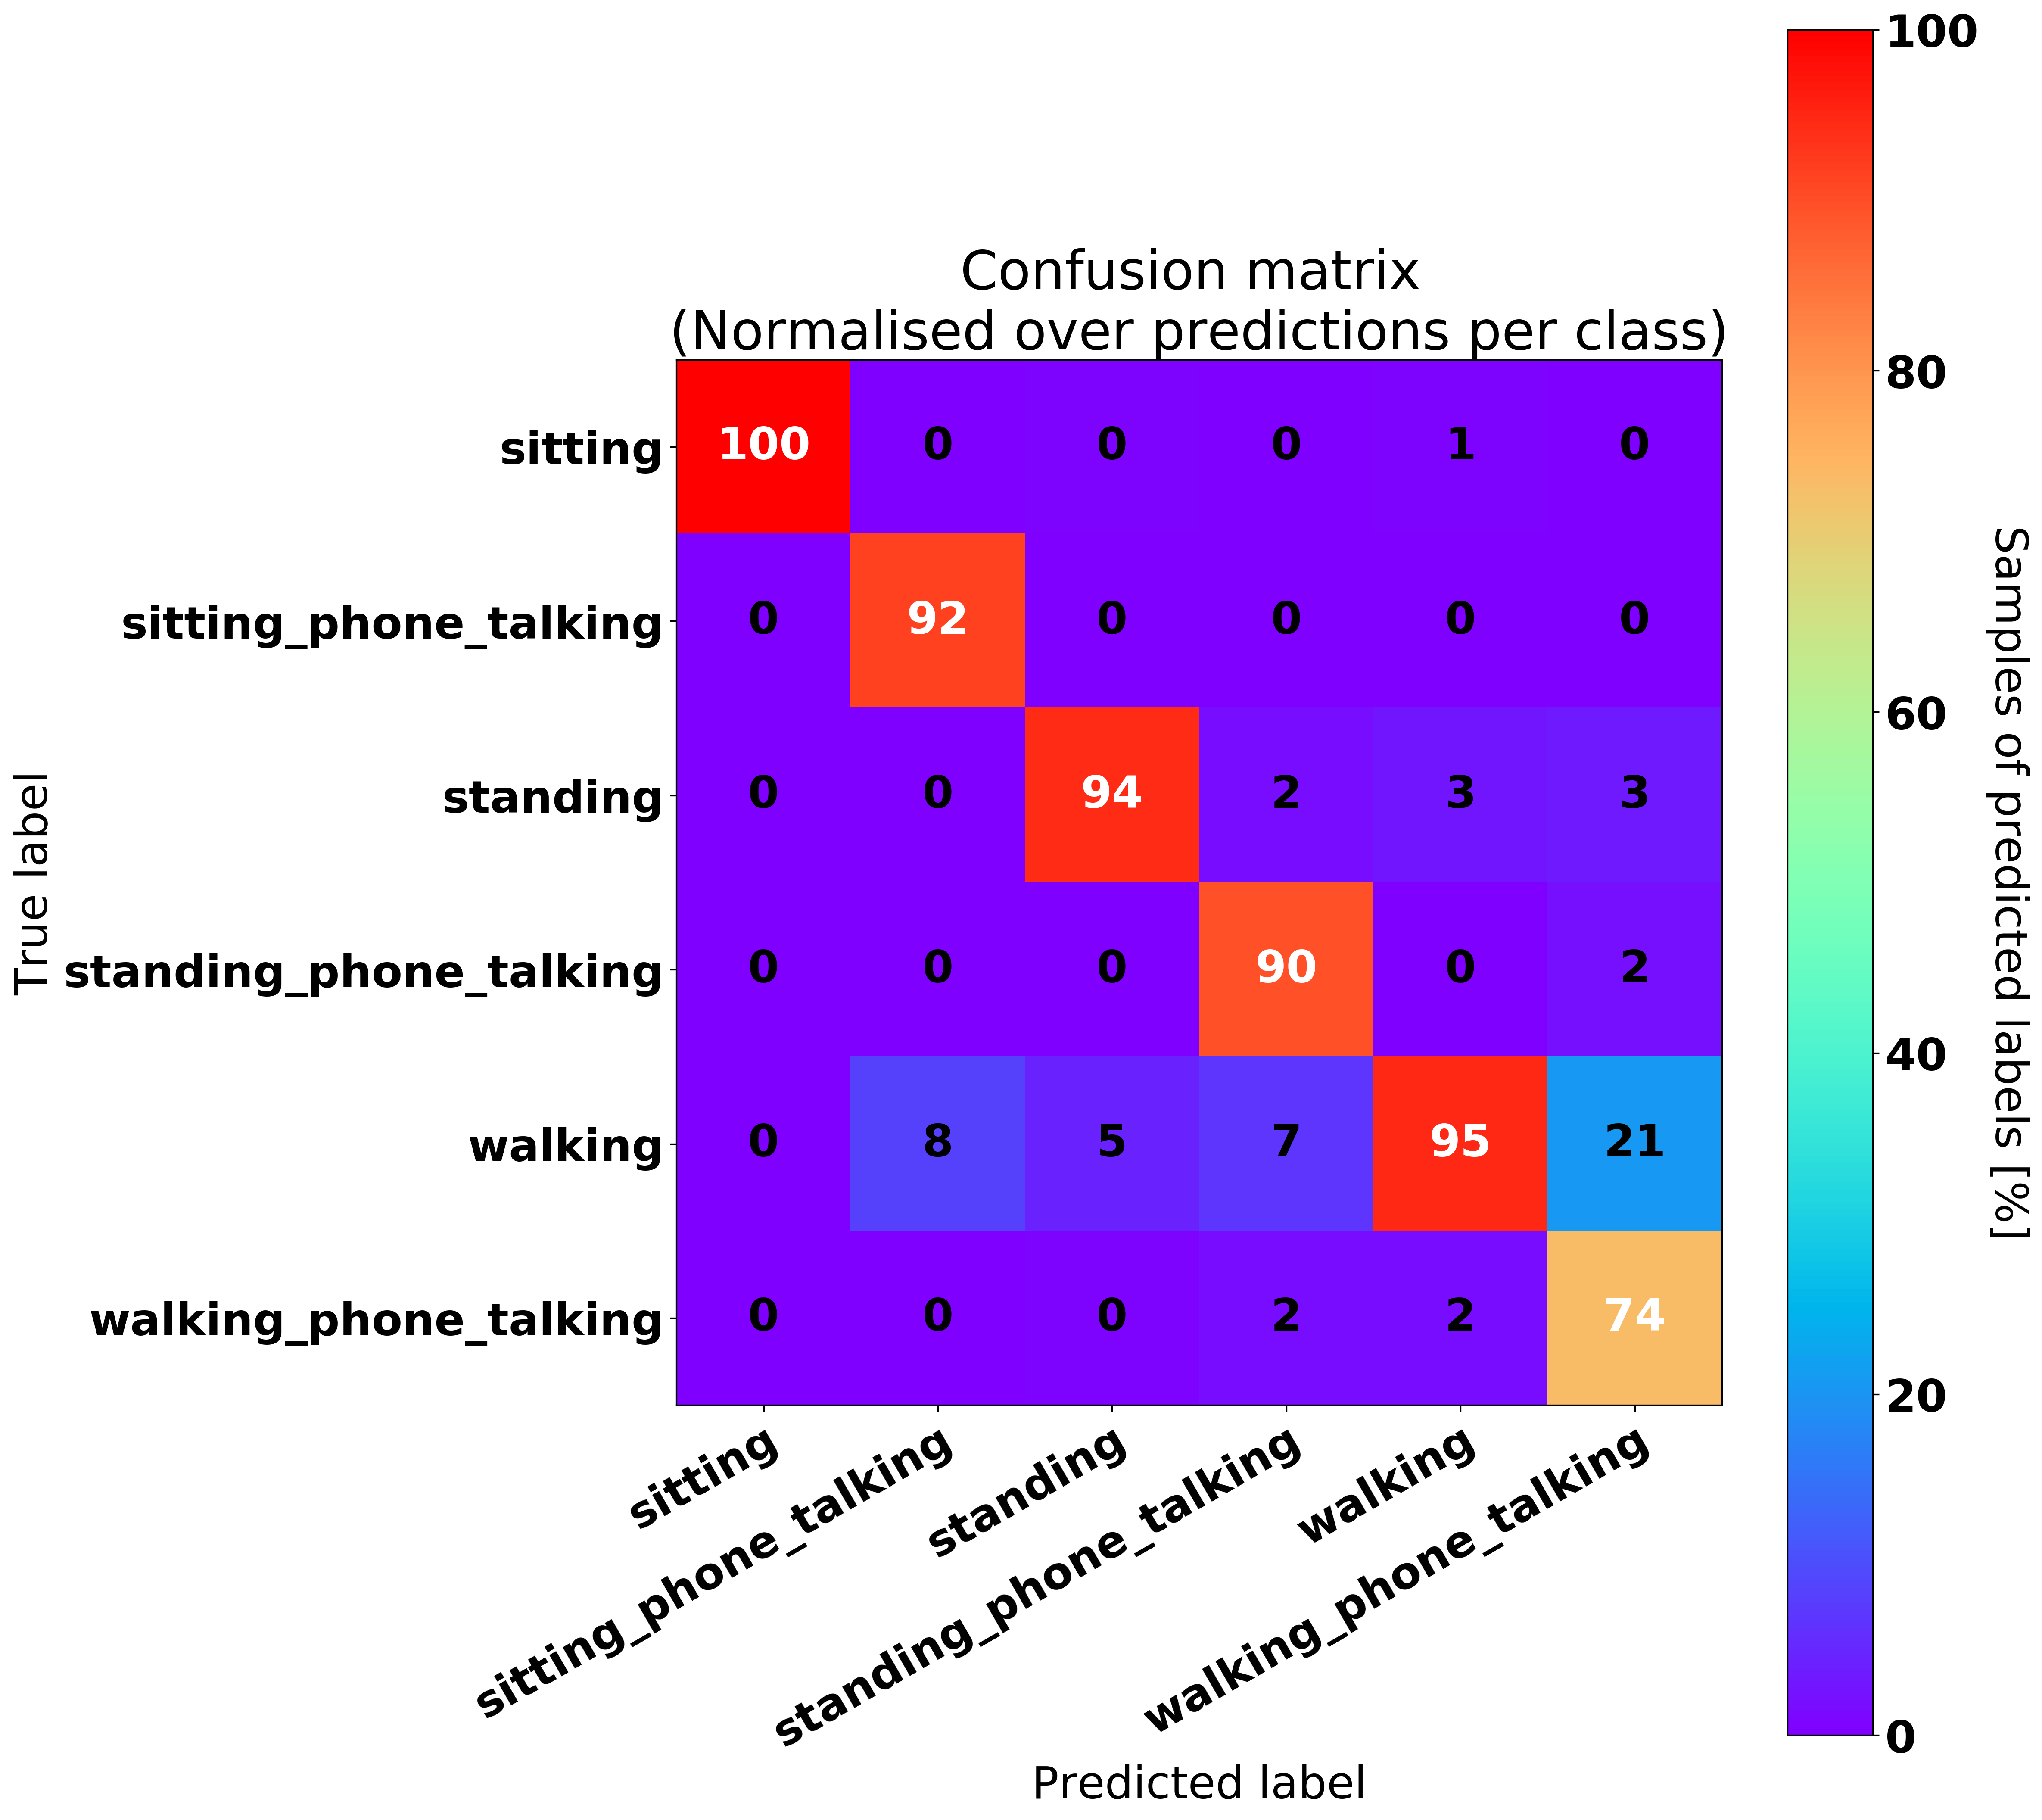 Confusion matrix
(Normalised over predictions per class)
True label
sitting 100 0 0 0 1 0
sitting_phone_talking 0 92 0 0 0 0
standing 0 0 94 2 3 3
standing_phone_talking 0 0 0 90 0 2
walking 0 8 5 7 95 21
walking_phone_talking 0 0 0 2 2 74
sitting
sitting_phone_talking
standing
standing_phone_talking
walking
walking_phone_talking
Predicted label
100
80
60
40
20
0
Samples of predicted labels [%]